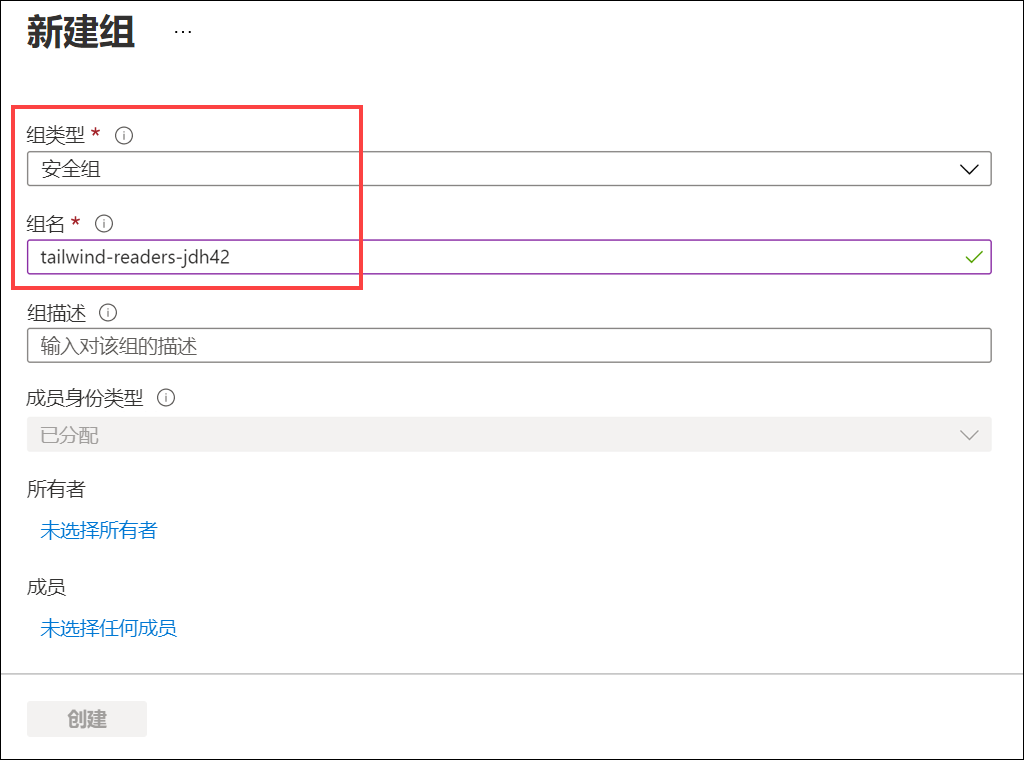 新建组 ...
组类型 *
安全组
组名 *
tailwind-readers-jdh42
组描述
输入对该组的描述
成员身份类型
已分配
所有者
未选择所有者
成员
未选择任何成员
创建